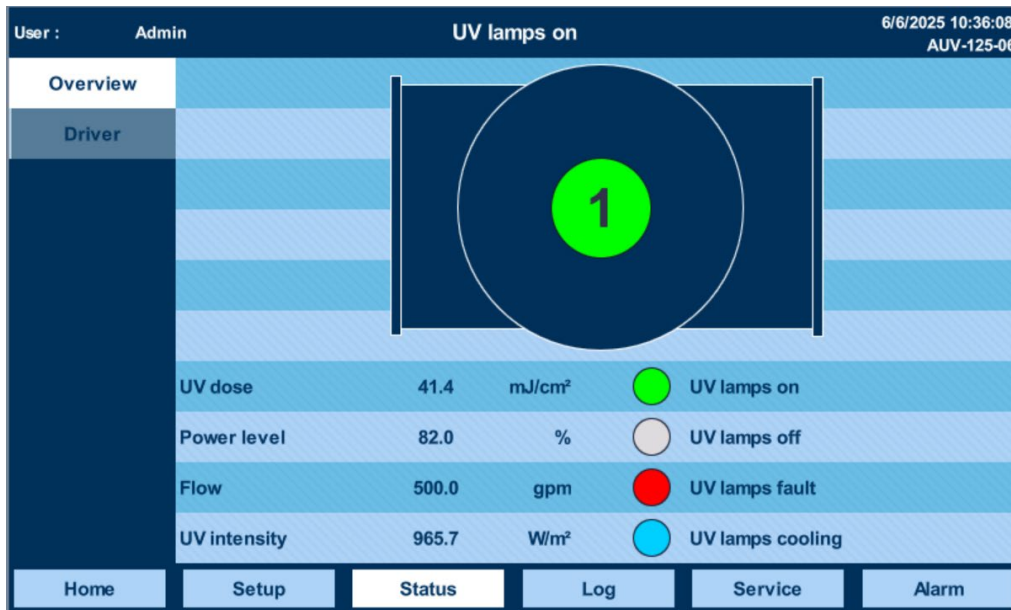 User : Admin UV lamps on 6/6/2025 10:36:08
AUV-125-06
Overview
Driver
1
UV dose 41.4 mJ/cm² UV lamps on
Power level 82.0 % UV lamps off
Flow 500.0 gpm UV lamps fault
UV intensity 965.7 W/m² UV lamps cooling
Home Setup Status Log Service Alarm